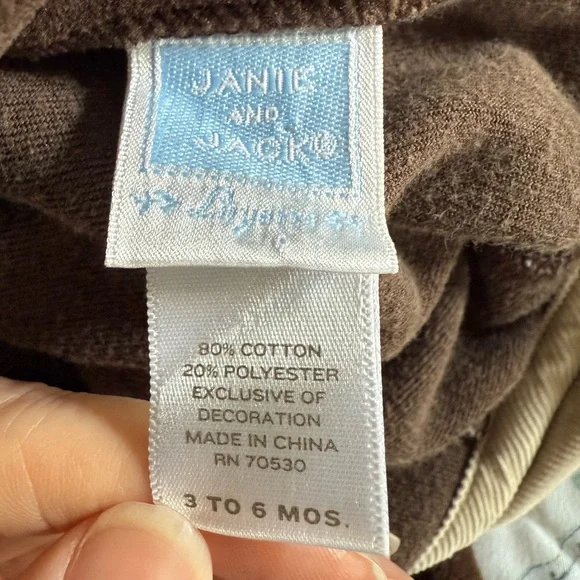 JANIE
AND
JACK®
Layette
80% COTTON
20% POLYESTER
EXCLUSIVE OF
DECORATION
MADE IN CHINA
RN 70530
3 TO 6 MOS.